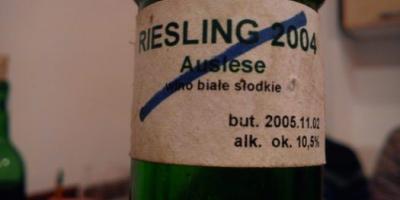 RIESLING 2004
Auslese
wino białe słodkie
but. 2005.11.02
alk. ok. 10,5%